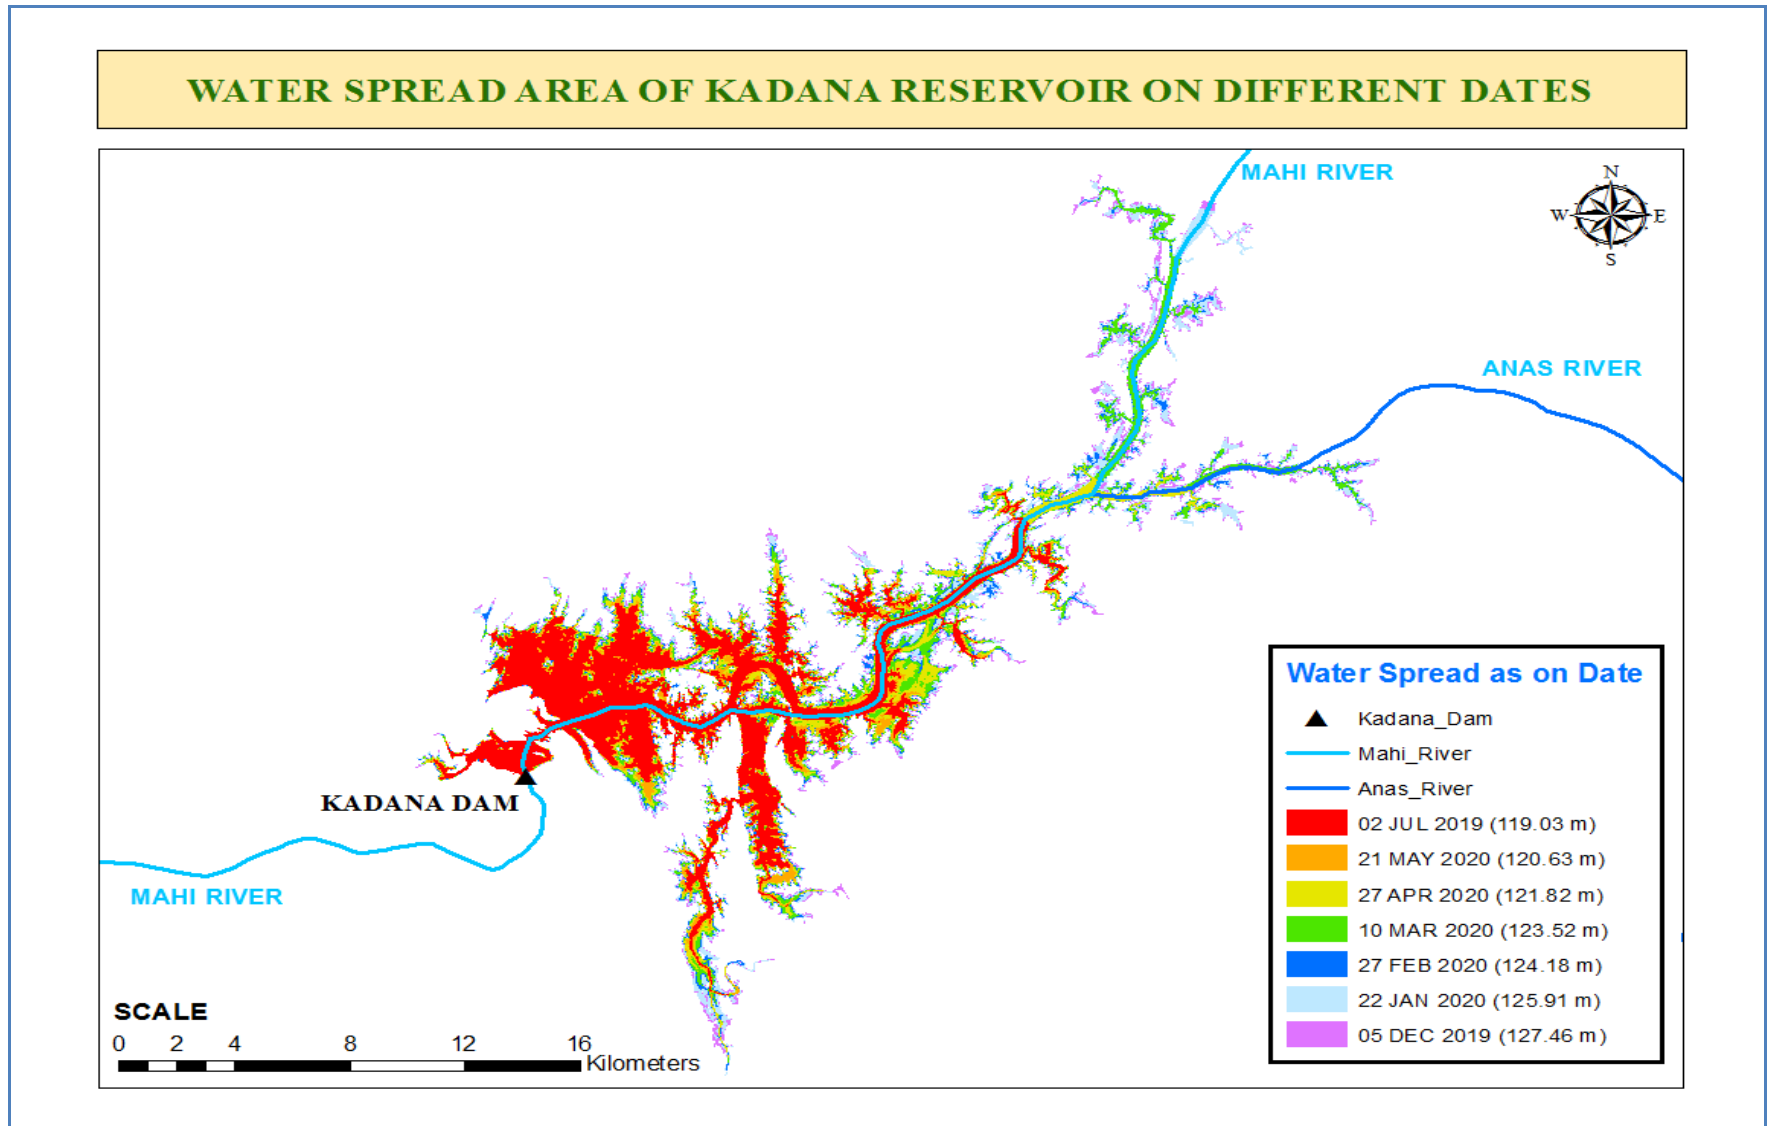 WATER SPREAD AREA OF KADANA RESERVOIR ON DIFFERENT DATES
MAHI RIVER
N
W E
S
ANAS RIVER
KADANA DAM
MAHI RIVER
Water Spread as on Date
Kadana_Dam
Mahi_River
Anas_River
02 JUL 2019 (119.03 m)
21 MAY 2020 (120.63 m)
27 APR 2020 (121.82 m)
10 MAR 2020 (123.52 m)
27 FEB 2020 (124.18 m)
22 JAN 2020 (125.91 m)
05 DEC 2019 (127.46 m)
SCALE
0 2 4 8 12 16
Kilometers